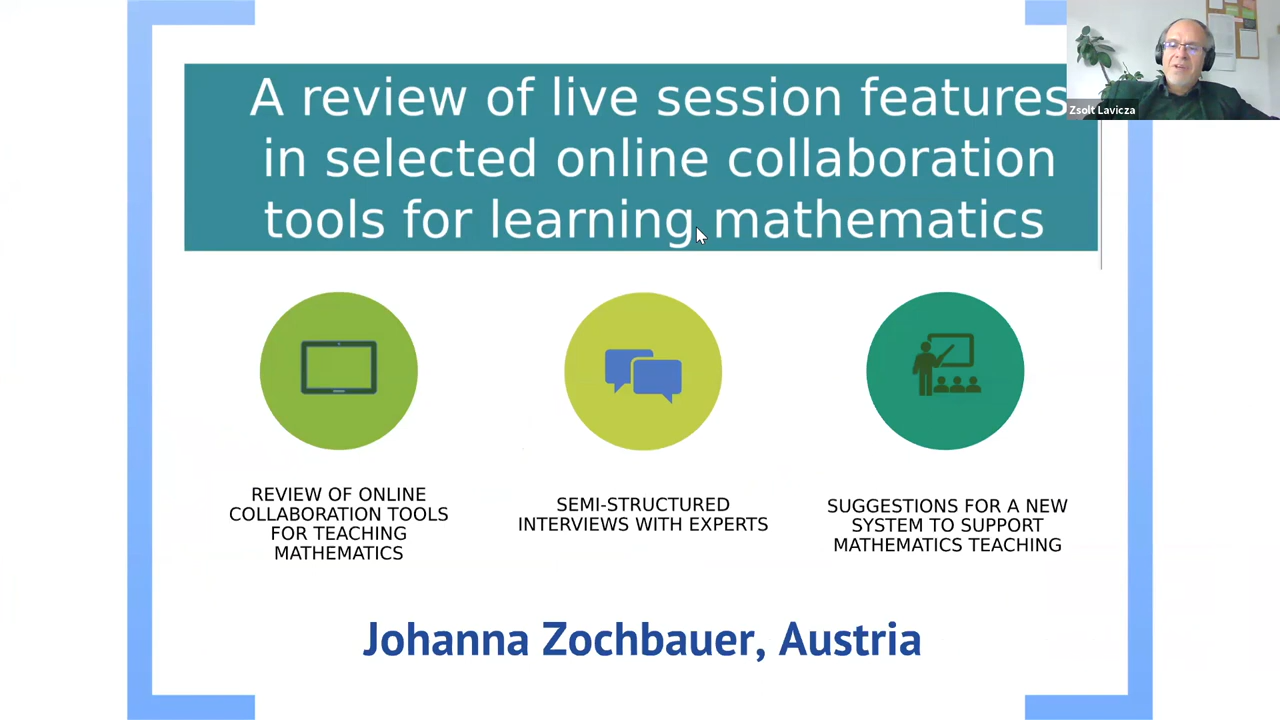 A review of live session features
in selected online collaboration
tools for learning mathematics
Zsolt Lavicza
REVIEW OF ONLINE
COLLABORATION TOOLS
FOR TEACHING
MATHEMATICS
SEMI-STRUCTURED
INTERVIEWS WITH EXPERTS
SUGGESTIONS FOR A NEW
SYSTEM TO SUPPORT
MATHEMATICS TEACHING
Johanna Zochbauer, Austria